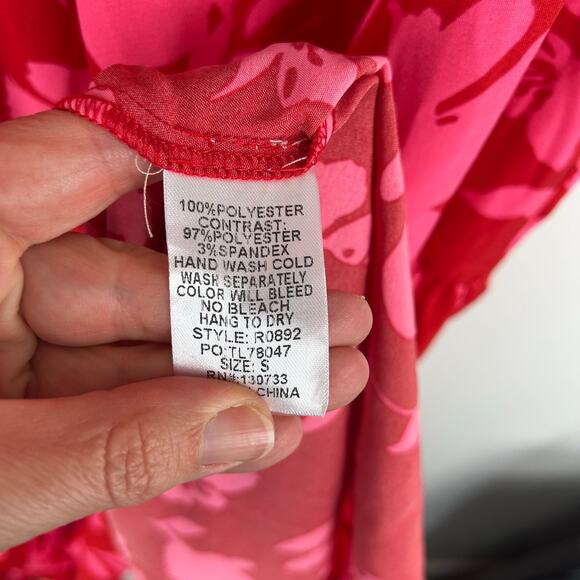 100%POLYESTER
CONTRAST:
97%POLYESTER
3%SPANDEX
HAND WASH COLD
WASH SEPARATELY
COLOR WILL BLEED
NO BLEACH
HANG TO DRY
STYLE: R0892
PO:TL78047
SIZE: S
RN#:130733
CHINA